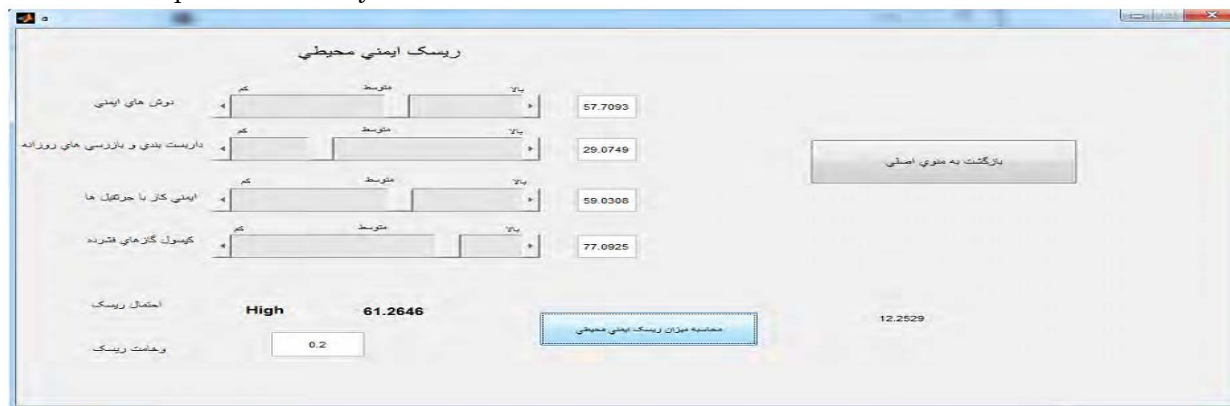 a
ریسک ایمنی محیطی
کم متوسط بالا
دوش های ایمنی 57.7093
کم متوسط بالا
داربست بندی و بازرسی های روزانه 29.0749
بازگشت به منوی اصلی
کم متوسط بالا
ایمنی کار با جرثقیل ها 59.0308
کم متوسط بالا
کپسول گازهای فشرده 77.0925
احتمال ریسک High 61.2646
محاسبه میزان ریسک ایمنی محیطی 12.2529
وخامت ریسک 0.2